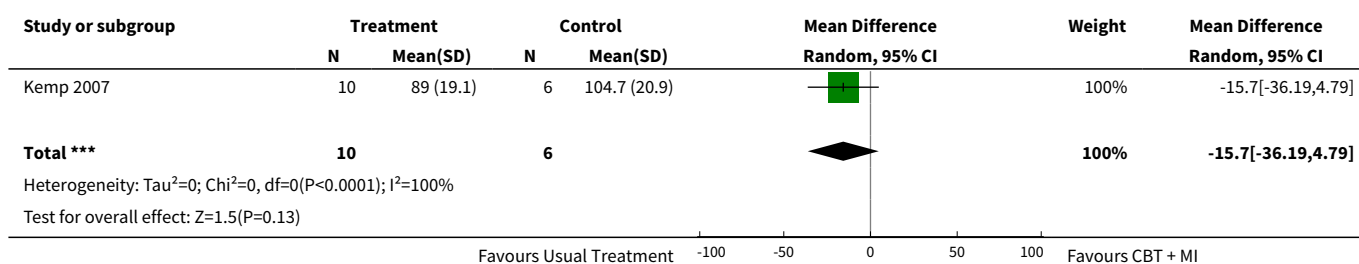 Study or subgroup Treatment Control Mean Difference Weight Mean Difference
N Mean(SD) N Mean(SD) Random, 95% CI Random, 95% CI
Kemp 2007 10 89 (19.1) 6 104.7 (20.9) 100% -15.7[-36.19,4.79]
Total *** 10 6 100% -15.7[-36.19,4.79]
Heterogeneity: Tau²=0; Chi²=0, df=0(P<0.0001); I²=100%
Test for overall effect: Z=1.5(P=0.13)
Favours Usual Treatment -100 -50 0 50 100 Favours CBT + MI